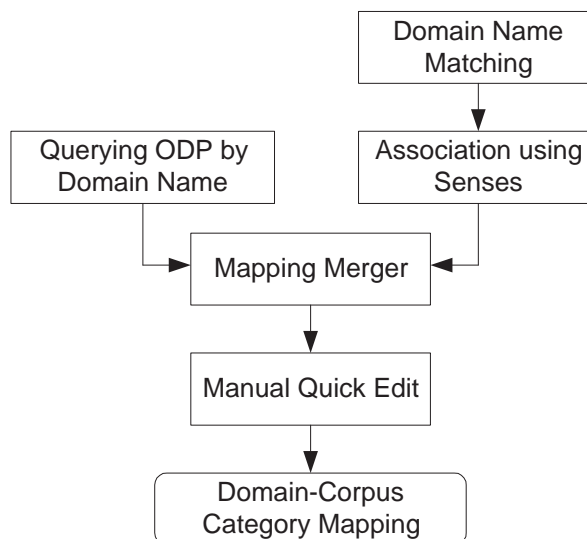 Domain Name
Matching
Querying ODP by
Domain Name
Association using
Senses
Mapping Merger
Manual Quick Edit
Domain-Corpus
Category Mapping